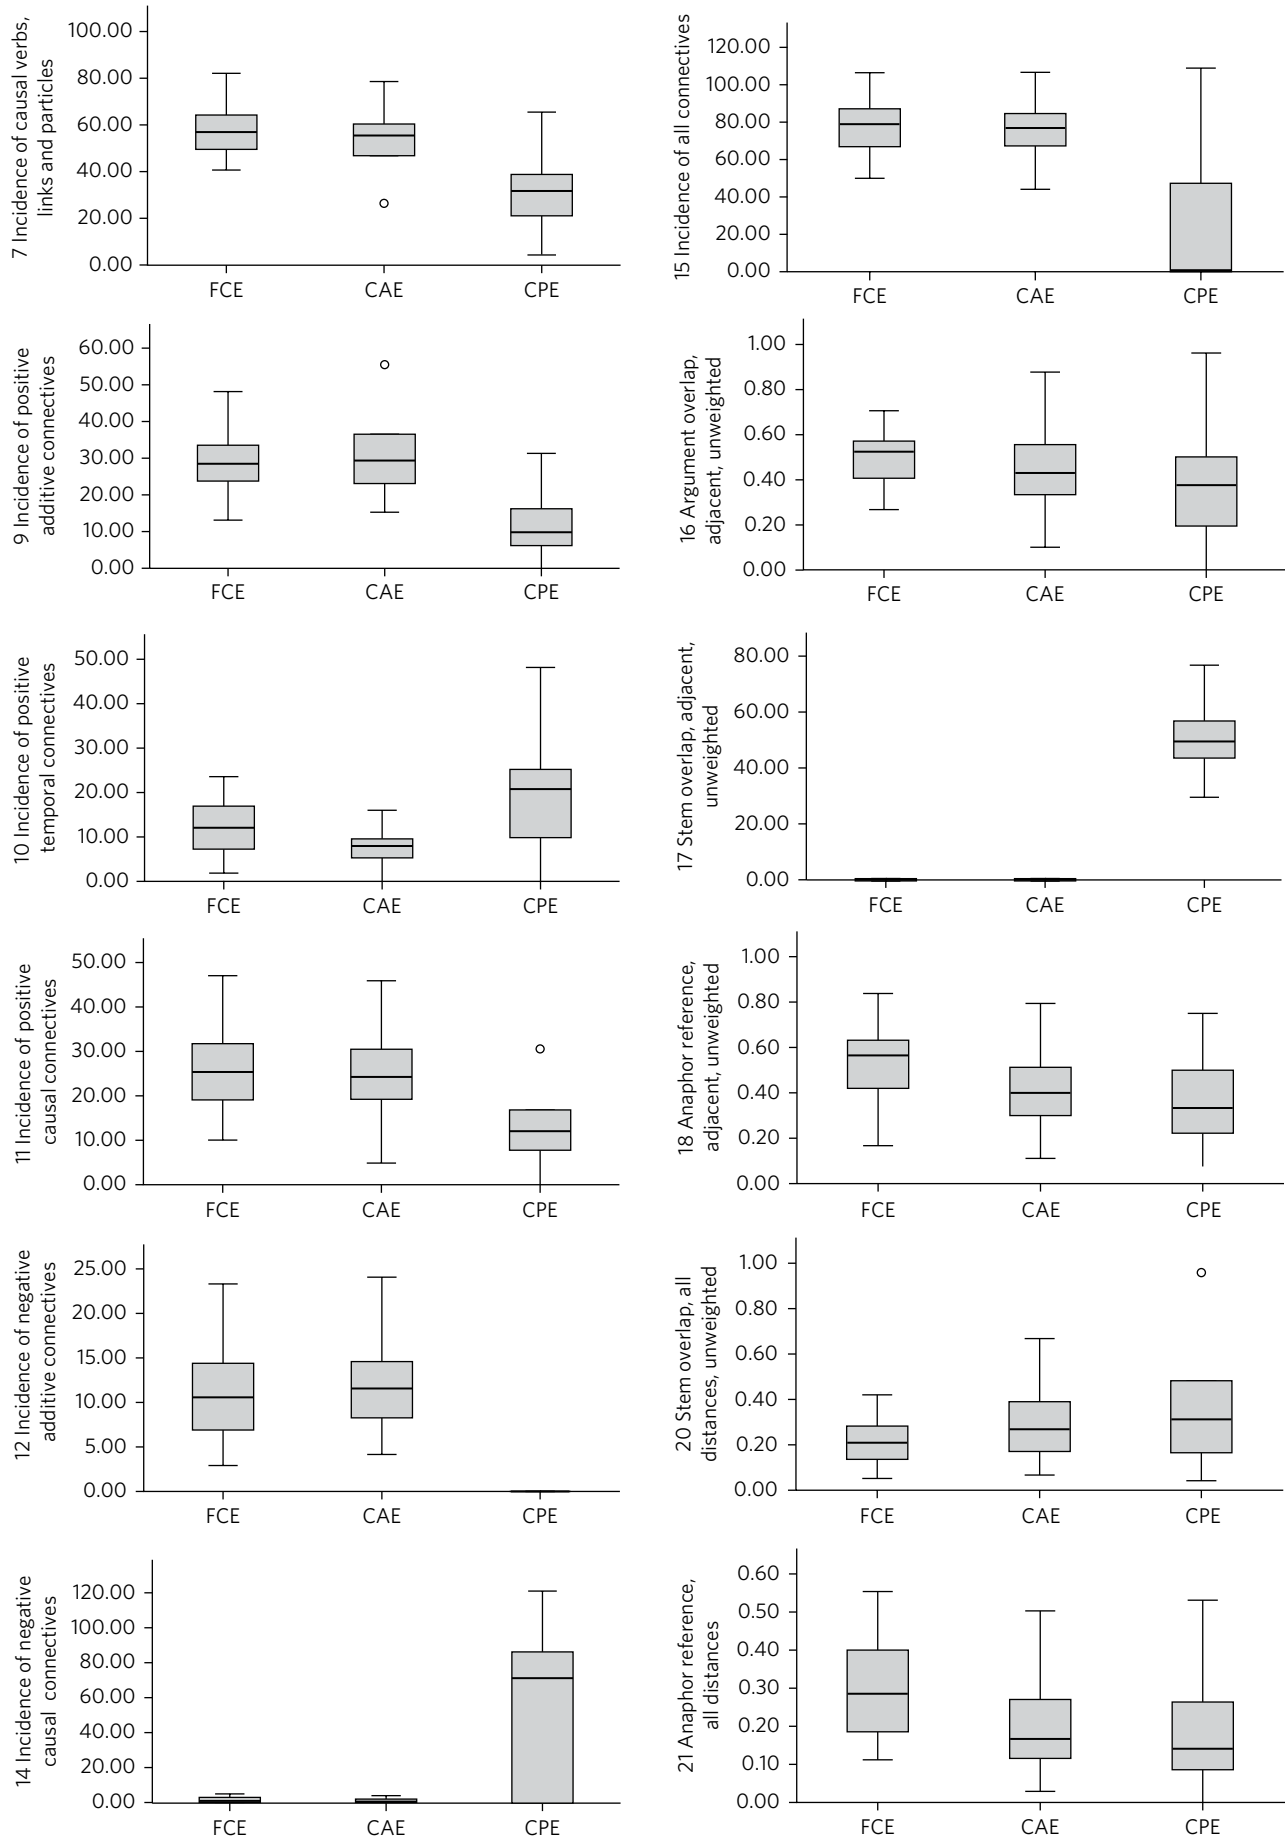 7 Incidence of causal verbs,
links and particles
100.00
80.00
60.00
40.00
20.00
0.00
FCE
CAE
CPE
15 Incidence of all connectives
120.00
100.00
80.00
60.00
40.00
20.00
0.00
FCE
CAE
CPE
9 Incidence of positive
additive connectives
60.00
50.00
40.00
30.00
20.00
10.00
0.00
FCE
CAE
CPE
16 Argument overlap,
adjacent, unweighted
1.00
0.80
0.60
0.40
0.20
0.00
FCE
CAE
CPE
10 Incidence of positive
temporal connectives
50.00
40.00
30.00
20.00
10.00
0.00
FCE
CAE
CPE
17 Stem overlap, adjacent,
unweighted
80.00
60.00
40.00
20.00
0.00
FCE
CAE
CPE
11 Incidence of positive
causal connectives
50.00
40.00
30.00
20.00
10.00
0.00
FCE
CAE
CPE
18 Anaphor reference,
adjacent, unweighted
1.00
0.80
0.60
0.40
0.20
0.00
FCE
CAE
CPE
12 Incidence of negative
additive connectives
25.00
20.00
15.00
10.00
5.00
0.00
FCE
CAE
CPE
20 Stem overlap, all
distances, unweighted
1.00
0.80
0.60
0.40
0.20
0.00
FCE
CAE
CPE
14 Incidence of negative
causal connectives
120.00
100.00
80.00
60.00
40.00
20.00
0.00
FCE
CAE
CPE
21 Anaphor reference,
all distances
0.60
0.50
0.40
0.30
0.20
0.10
0.00
FCE
CAE
CPE